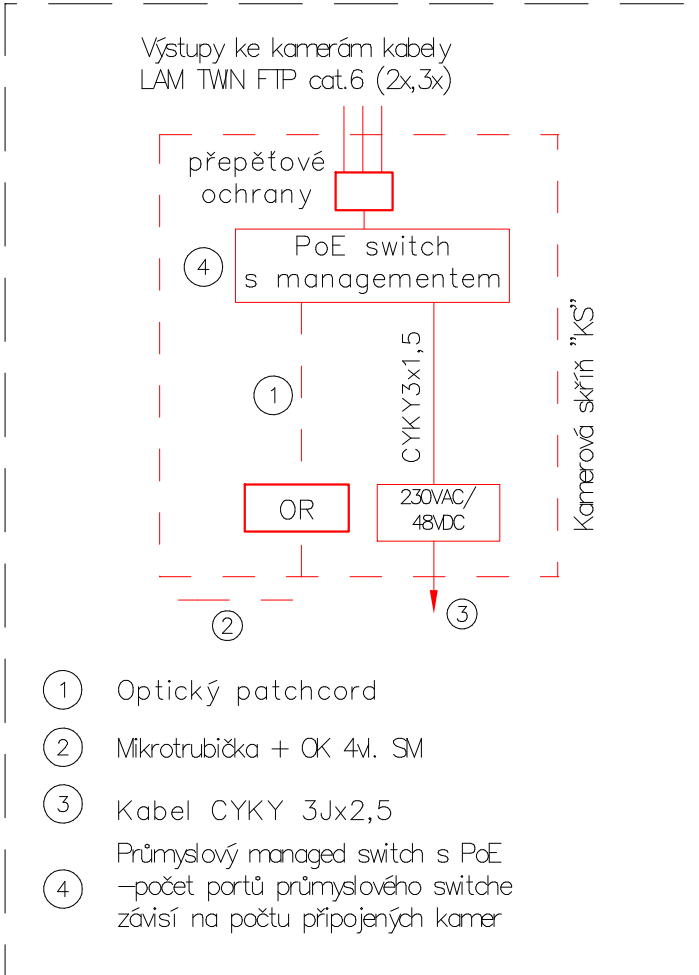 Výstupy ke kamerám kabely
LAM TWIN FTP cat.6 (2x,3x)
přepěťové
ochrany
PoE switch
s managementem
4
1
CYKY3x1,5
Kamerová skříň "KS"
OR
230VAC/
48VDC
2
3
1 Optický patchcord
2 Mikrotrubička + OK 4vl. SM
3 Kabel CYKY 3Jx2,5
Průmyslový managed switch s PoE
4 –počet portů průmyslového switche
závisí na počtu připojených kamer